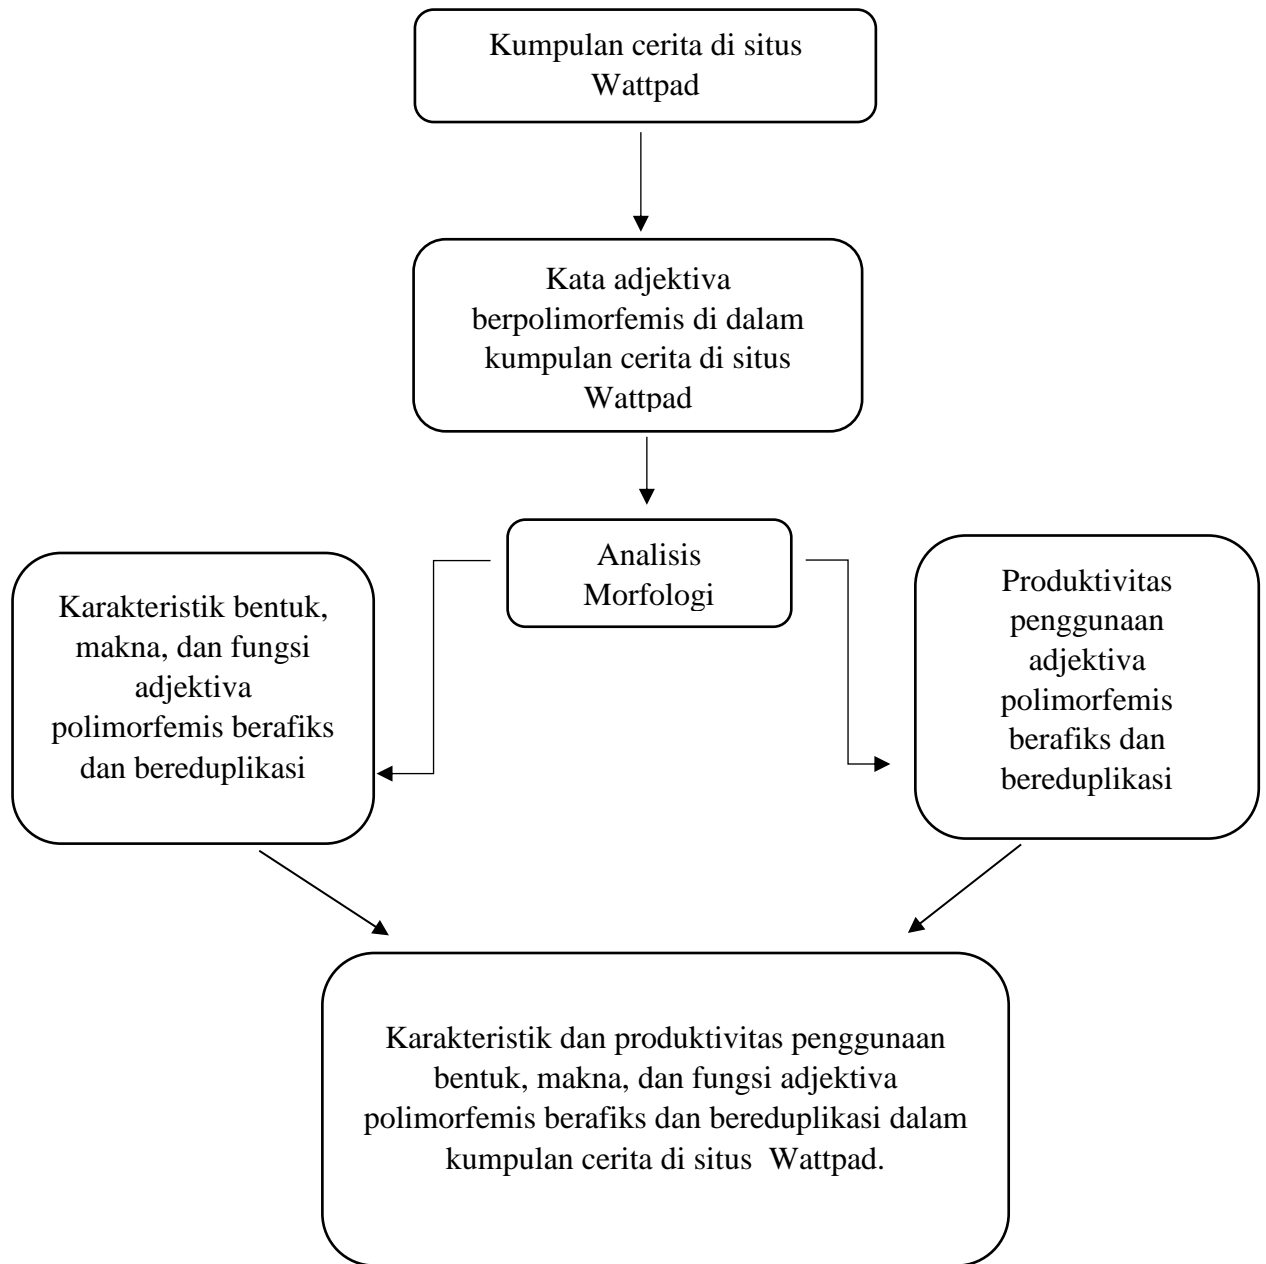 Kumpulan cerita di situs
Wattpad
Kata adjektiva
berpolimorfemis di dalam
kumpulan cerita di situs
Wattpad
Analisis
Morfologi
Karakteristik bentuk,
makna, dan fungsi
adjektiva
polimorfemis berafiks
dan bereduplikasi
Produktivitas
penggunaan
adjektiva
polimorfemis
berafiks dan
bereduplikasi
Karakteristik dan produktivitas penggunaan
bentuk, makna, dan fungsi adjektiva
polimorfemis berafiks dan bereduplikasi dalam
kumpulan cerita di situs  Wattpad.